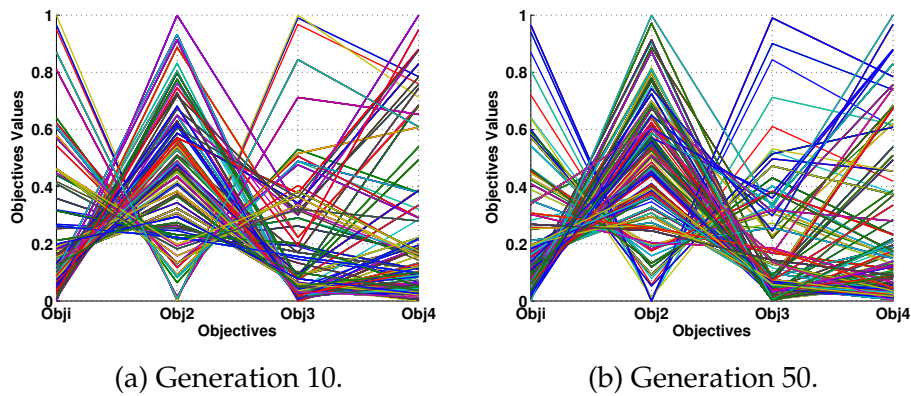 Objectives Values
1
0.8
0.6
0.4
0.2
0
Obji Obj2 Obj3 Obj4
Objectives
(a) Generation 10.
Objectives Values
1
0.8
0.6
0.4
0.2
0
Obji Obj2 Obj3 Obj4
Objectives
(b) Generation 50.